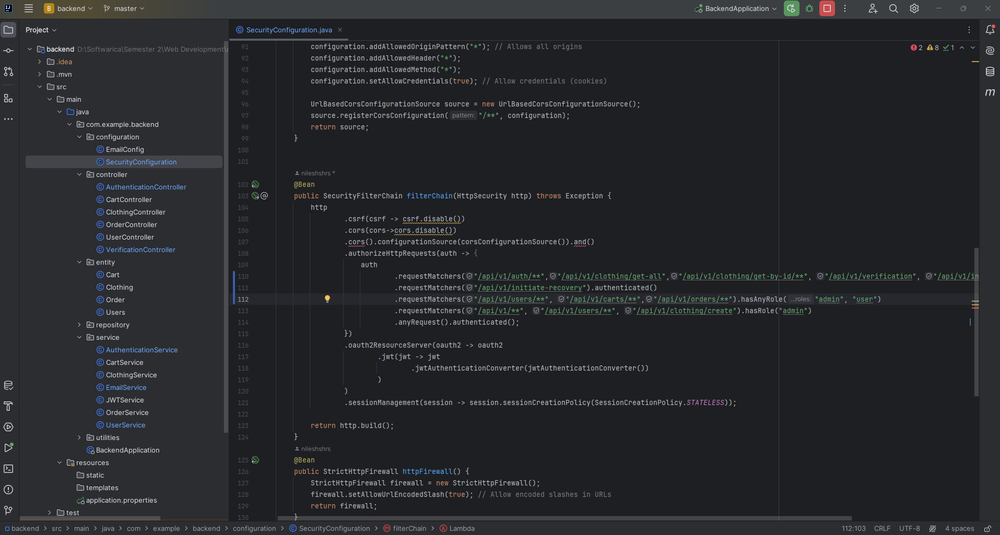 backend
master
BackendApplication
Project
SecurityConfiguration.java
backend D:\Softwarica\Semester 2\Web Development\
.idea
.mvn
src
main
java
com.example.backend
configuration
EmailConfig
SecurityConfiguration
controller
AuthenticationController
CartController
ClothingController
OrderController
UserController
VerificationController
entity
Cart
Clothing
Order
Users
repository
service
AuthenticationService
CartService
ClothingService
EmailService
JWTService
OrderService
UserService
utilities
BackendApplication
resources
static
templates
application.properties
test
2 8 1
91 configuration.addAllowedOriginPattern("*"); // Allows all origins
92 configuration.addAllowedHeader("*");
93 configuration.addAllowedMethod("*");
94 configuration.setAllowCredentials(true); // Allow credentials (cookies)
95
96 UrlBasedCorsConfigurationSource source = new UrlBasedCorsConfigurationSource();
97 source.registerCorsConfiguration( pattern: "/**", configuration);
98 return source;
99 }
100
101
nileshshrs *
102 @Bean
103 public SecurityFilterChain filterChain(HttpSecurity http) throws Exception {
104 http
105 .csrf(csrf -> csrf.disable())
106 .cors(cors->cors.disable())
107 .cors().configurationSource(corsConfigurationSource()).and()
108 .authorizeHttpRequests(auth -> {
109 auth
110 .requestMatchers("/api/v1/auth/**","/api/v1/clothing/get-all","/api/v1/clothing/get-by-id/**", "/api/v1/verification", "/api/v1/in
111 .requestMatchers("/api/v1/initiate-recovery").authenticated()
112 .requestMatchers("/api/v1/users/**", "/api/v1/carts/**","/api/v1/orders/**").hasAnyRole( ...roles: "admin", "user")
113 .requestMatchers("/api/v1/**", "/api/v1/users/**", "/api/v1/clothing/create").hasRole("admin")
114 .anyRequest().authenticated();
115 })
116 .oauth2ResourceServer(oauth2 -> oauth2
117 .jwt(jwt -> jwt
118 .jwtAuthenticationConverter(jwtAuthenticationConverter())
119 )
120 )
121 .sessionManagement(session -> session.sessionCreationPolicy(SessionCreationPolicy.STATELESS));
122
123 return http.build();
124 }
nileshshrs
125 @Bean
126 public StrictHttpFirewall httpFirewall() {
127 StrictHttpFirewall firewall = new StrictHttpFirewall();
128 firewall.setAllowUrlEncodedSlash(true); // Allow encoded slashes in URLs
129 return firewall;
130 }
backend > src > main > java > com > example > backend > configuration > SecurityConfiguration > filterChain > Lambda
112:103 CRLF UTF-8 4 spaces